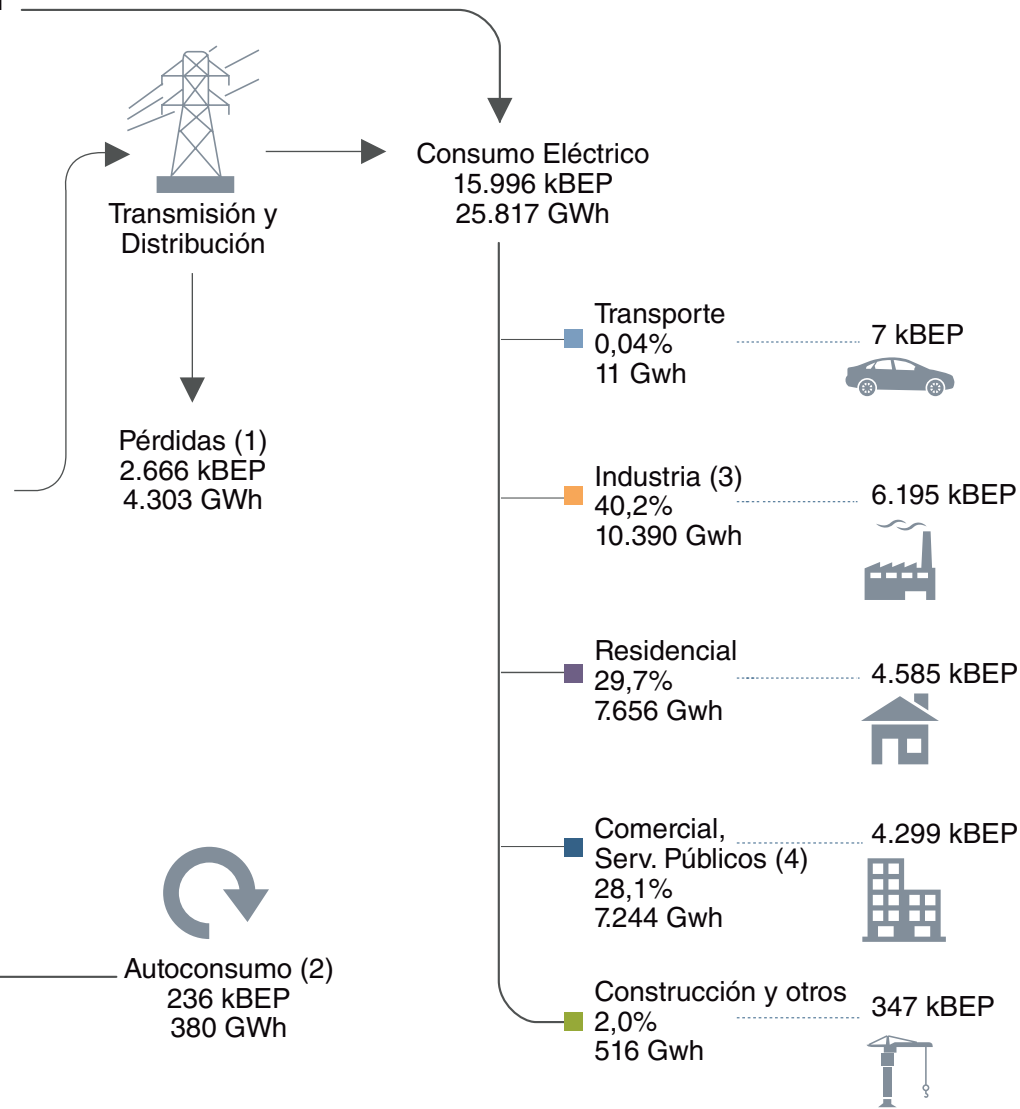 Transmisión y
Distribución
Consumo Eléctrico
15.996 kBEP
25.817 GWh
Pérdidas (1)
2.666 kBEP
4.303 GWh
Transporte
0,04%
11 Gwh
7 kBEP
Industria (3)
40,2%
10.390 Gwh
6.195 kBEP
Residencial
29,7%
7.656 Gwh
4.585 kBEP
Comercial,
Serv. Públicos (4)
28,1%
7.244 Gwh
4.299 kBEP
Autoconsumo (2)
236 kBEP
380 GWh
Construcción y otros
2,0%
516 Gwh
347 kBEP